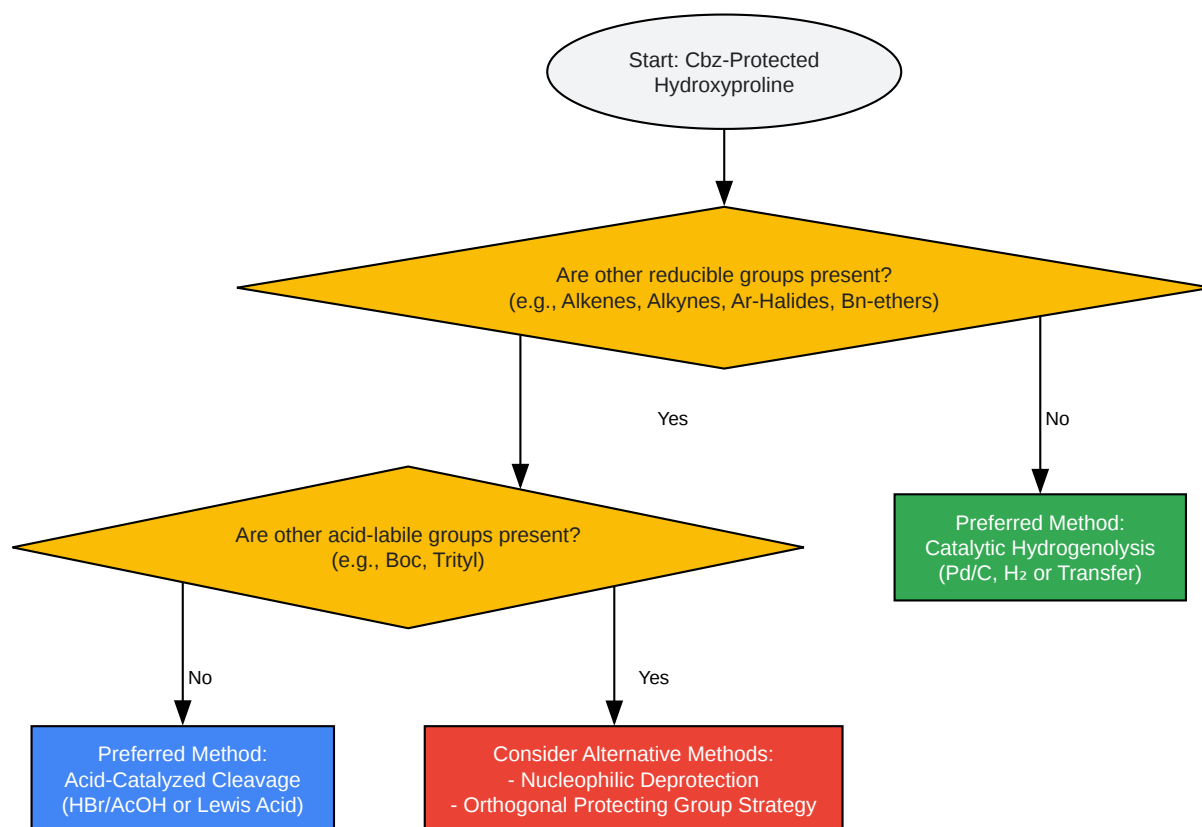 Start: Cbz-Protected
Hydroxyproline
Are other reducible groups present?
(e.g., Alkenes, Alkynes, Ar-Halides, Bn-ethers)
Yes
No
Are other acid-labile groups present?
(e.g., Boc, Trityl)
Preferred Method:
Catalytic Hydrogenolysis
(Pd/C, H₂ or Transfer)
No
Yes
Preferred Method:
Acid-Catalyzed Cleavage
(HBr/AcOH or Lewis Acid)
Consider Alternative Methods:
- Nucleophilic Deprotection
- Orthogonal Protecting Group Strategy